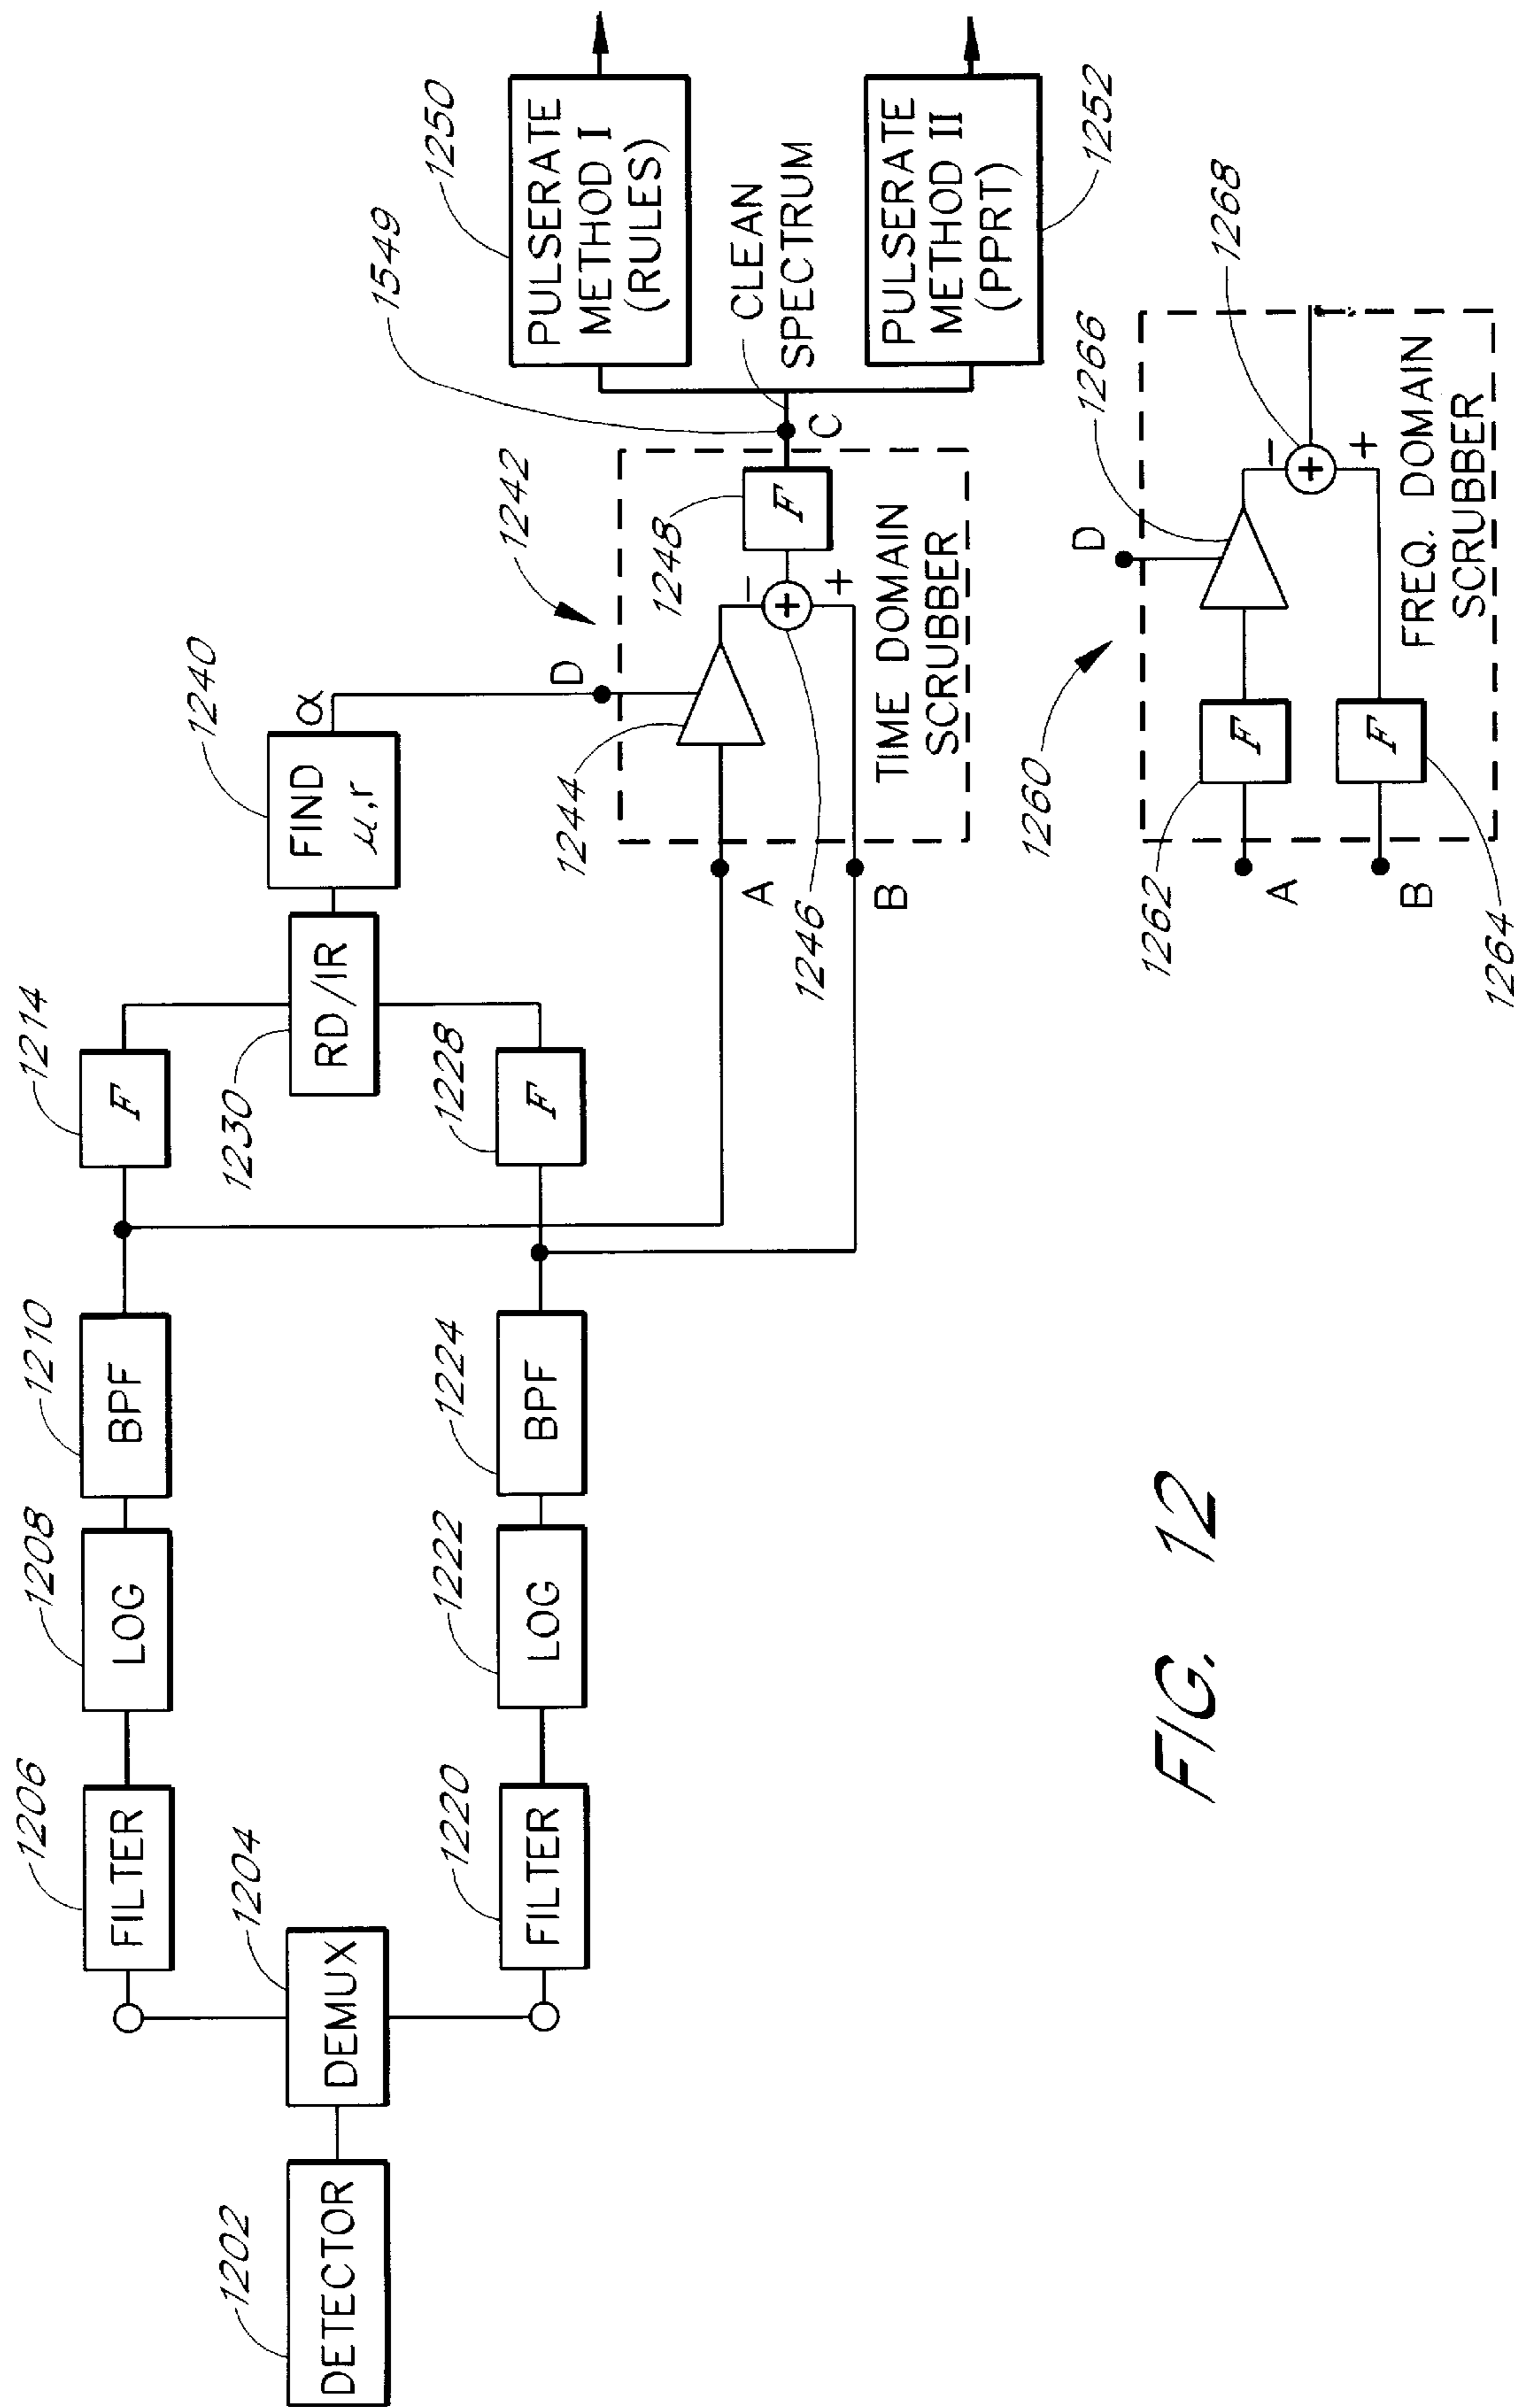 DETECTOR
1202
DEMUX
1204
FILTER
1206
LOG
1208
BPF
1210
F
1214
FILTER
1220
LOG
1222
BPF
1224
F
1228
RD/IR
1230
FIND
μ,r
1240
α
D
1242
1244
A
B
1246
−
+
+
F
1248
TIME DOMAIN
SCRUBBER
C
1549
CLEAN
SPECTRUM
PULSERATE
METHOD I
(RULES)
1250
PULSERATE
METHOD II
(PPRT)
1252
1260
A
B
F
1262
F
1264
D
1266
−
+
+
1268
FREQ. DOMAIN
SCRUBBER
FIG. 12